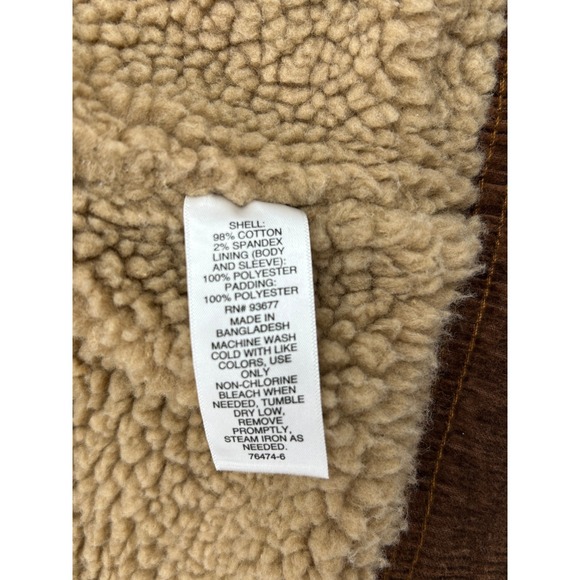 SHELL:
98% COTTON
2% SPANDEX
LINING (BODY
AND SLEEVE):
100% POLYESTER
PADDING:
100% POLYESTER
RN# 93677
MADE IN
BANGLADESH
MACHINE WASH
COLD WITH LIKE
COLORS, USE
ONLY
NON-CHLORINE
BLEACH WHEN
NEEDED, TUMBLE
DRY LOW,
REMOVE
PROMPTLY,
STEAM IRON AS
NEEDED.
76474-6